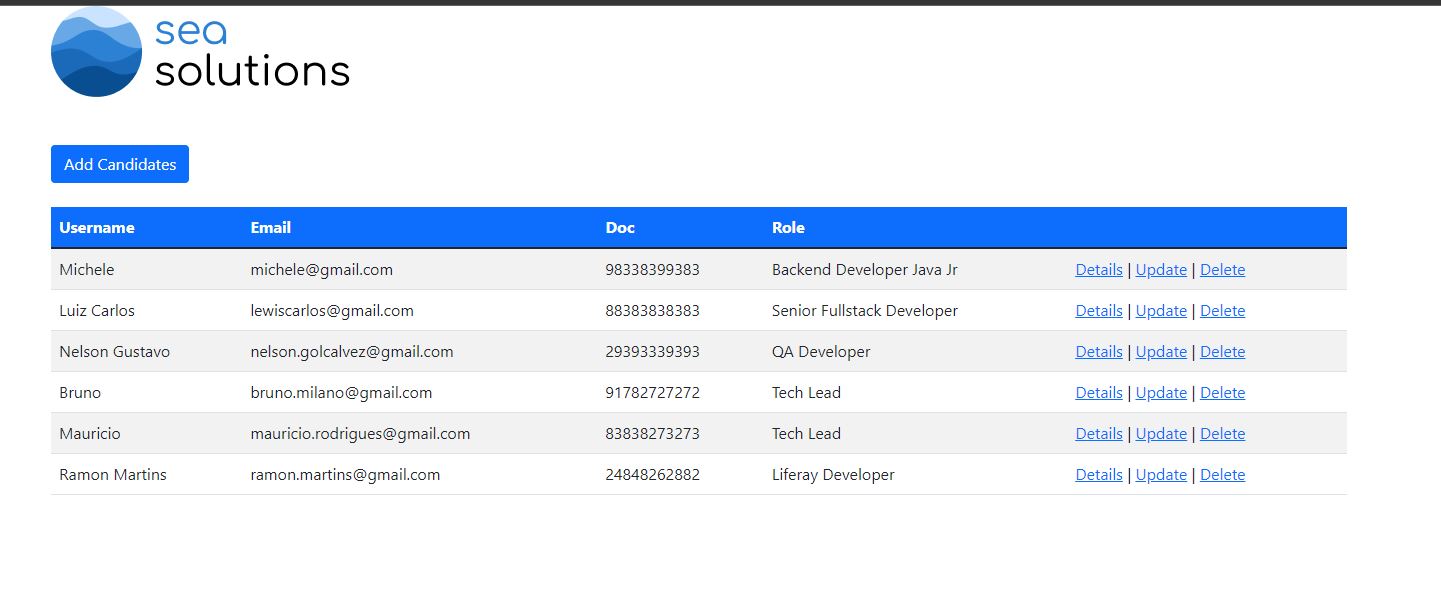 sea
solutions
Add Candidates
Username Email Doc Role
Michele michele@gmail.com 98338399383 Backend Developer Java Jr Details | Update | Delete
Luiz Carlos lewiscarlos@gmail.com 88383838383 Senior Fullstack Developer Details | Update | Delete
Nelson Gustavo nelson.golcalvez@gmail.com 29393339393 QA Developer Details | Update | Delete
Bruno bruno.milano@gmail.com 91782727272 Tech Lead Details | Update | Delete
Mauricio mauricio.rodrigues@gmail.com 83838273273 Tech Lead Details | Update | Delete
Ramon Martins ramon.martins@gmail.com 24848262882 Liferay Developer Details | Update | Delete